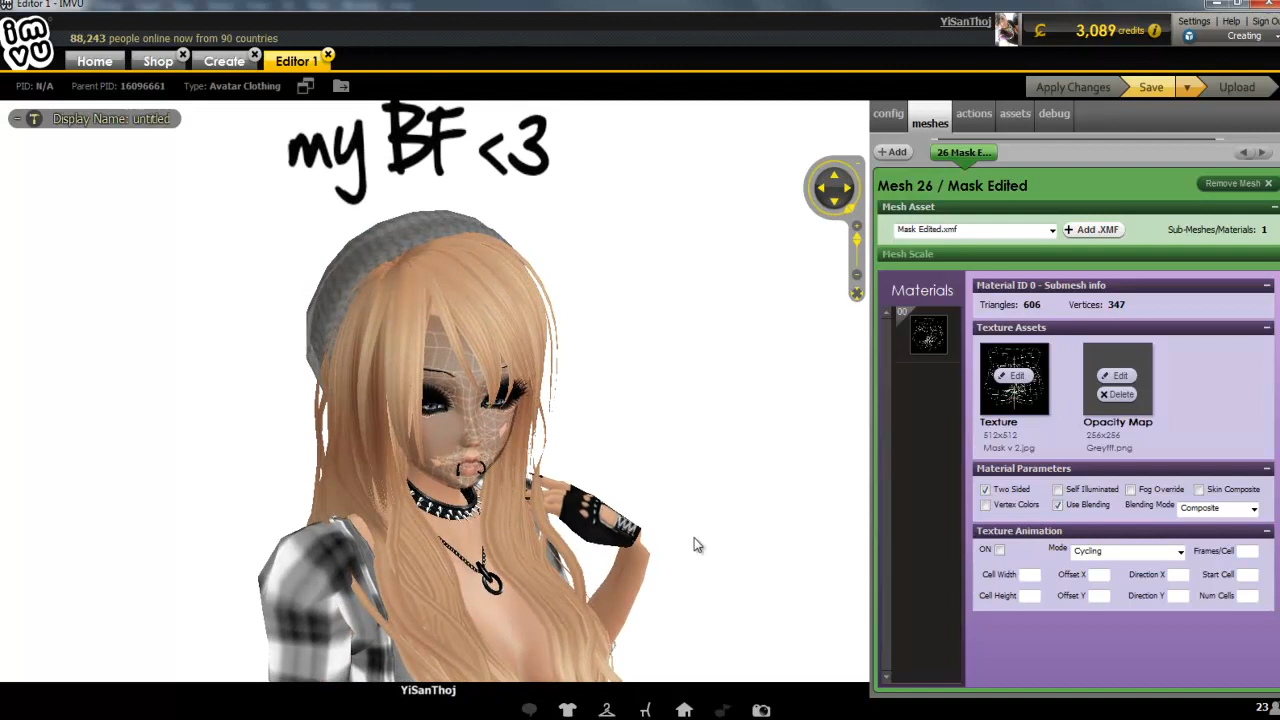 Editor 1 - IMVU
imvu
88,243 people online now from 90 countries
YiSanThoj
3,089 credits
Settings | Help | Sign Ou
Creating
Home
Shop
Create
Editor 1
PID: N/A
Parent PID: 16096661
Type: Avatar Clothing
Apply Changes
Save
Upload
T Display Name: untitled
my BF <3
config
meshes
actions
assets
debug
+ Add
26 Mask E...
Mesh 26 / Mask Edited
Remove Mesh X
Mesh Asset
Mask Edited.xmf
+ Add .XMF
Sub-Meshes/Materials: 1
Mesh Scale
Materials
00
Material ID 0 - Submesh info
Triangles: 606
Vertices: 347
Texture Assets
Edit
Edit
Delete
Texture
512x512
Mask v 2.jpg
Opacity Map
256x256
Greyfff.png
Material Parameters
Two Sided
Self Illuminated
Fog Override
Skin Composite
Vertex Colors
Use Blending
Blending Mode
Composite
Texture Animation
ON
Mode
Cycling
Frames/Cell
Cell Width
Offset X
Direction X
Start Cell
Cell Height
Offset Y
Direction Y
Num Cells
YiSanThoj
23